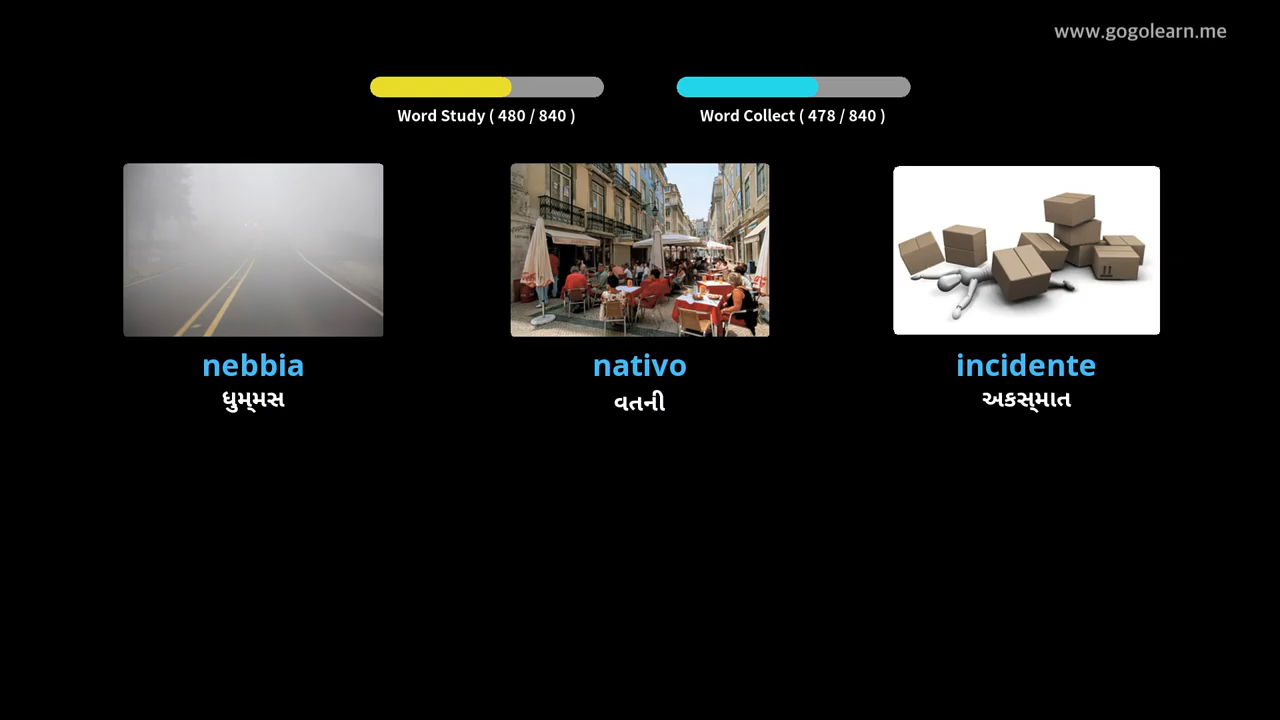 www.gogolearn.me
Word Study ( 480 / 840 )
Word Collect ( 478 / 840 )
nebbia
ધુમ્મસ
nativo
વતની
incidente
અકસ્માત